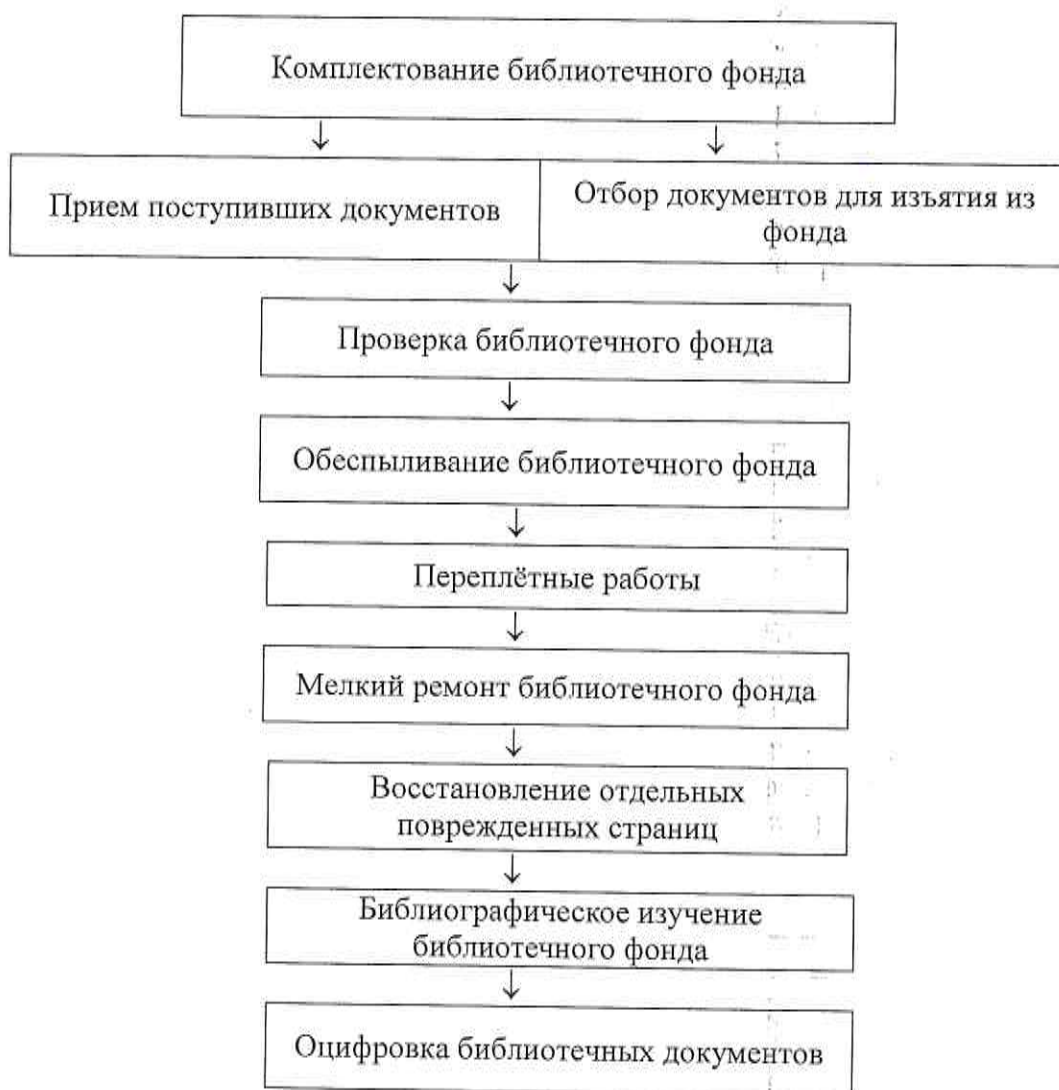 Комплектование библиотечного фонда
Прием поступивших документов
Отбор документов для изъятия из
фонда
Проверка библиотечного фонда
Обеспыливание библиотечного фонда
Переплётные работы
Мелкий ремонт библиотечного фонда
Восстановление отдельных
поврежденных страниц
Библиографическое изучение
библиотечного фонда
Оцифровка библиотечных документов